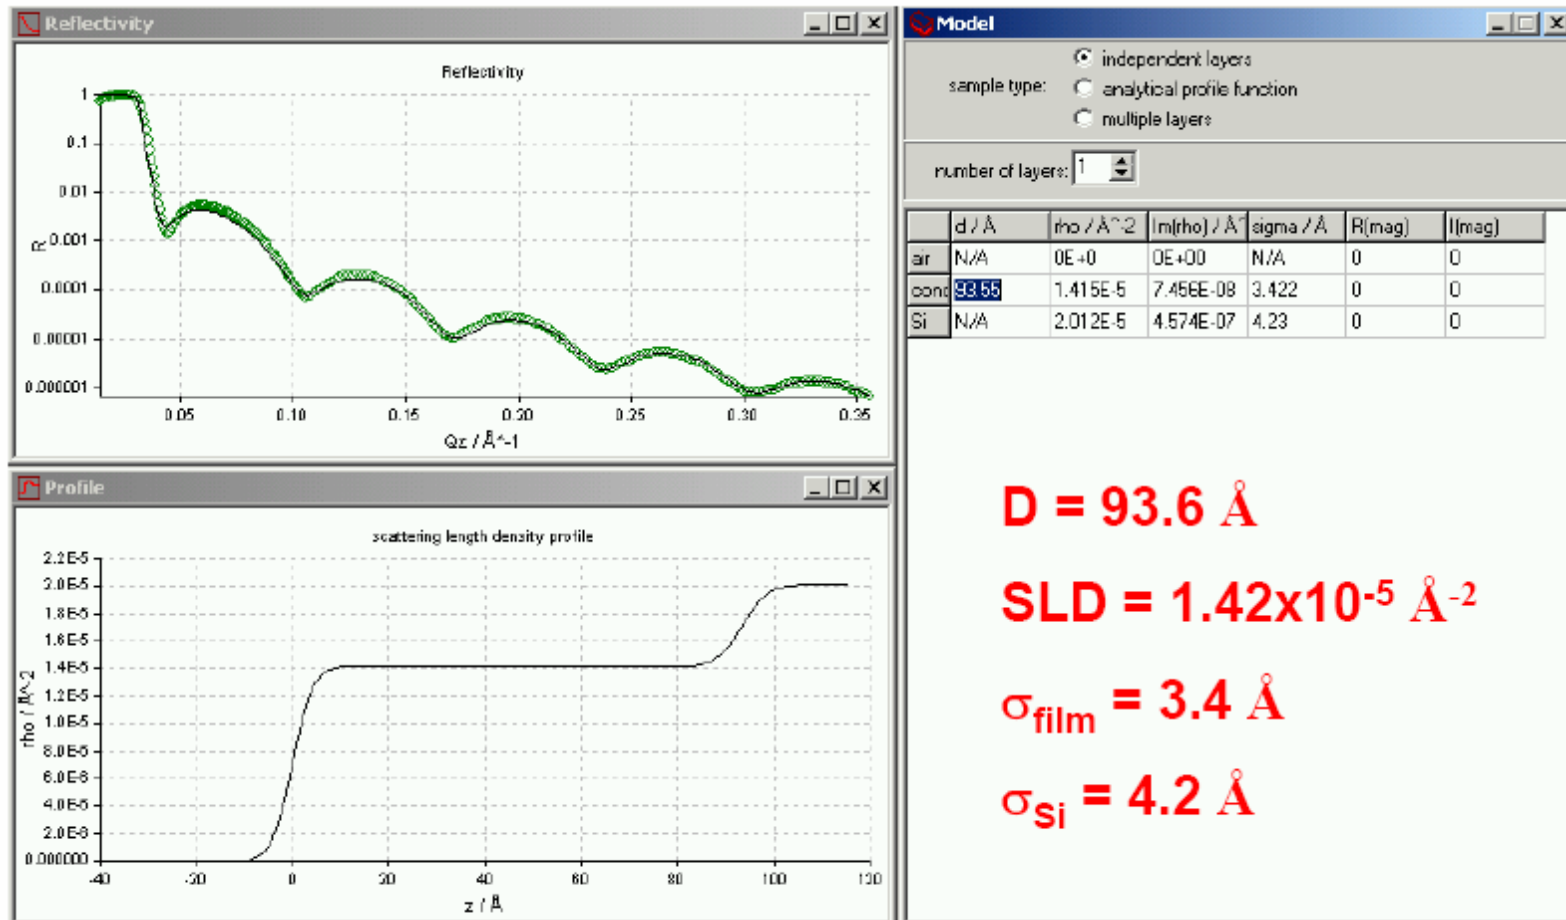 Reflectivity
Reflectivity
1
0.1
0.01
0.001
0.0001
0.00001
0.000001
R
0.05 0.10 0.15 0.20 0.25 0.30 0.35
Qz / Å^-1
Profile
scattering length density profile
2.2E-5
2.0E-5
1.8E-5
1.6E-5
1.4E-5
1.2E-5
1.0E-5
8.0E-6
6.0E-6
4.0E-6
2.0E-6
0.000000
rho / Å^-2
-40 -20 0 20 40 60 80 100 120
z / Å
Model
sample type:
independent layers
analytical profile function
multiple layers
number of layers: 1
d / Å rho / Å^-2 Im(rho) / Å^ sigma / Å R(mag) I(mag)
air N/A 0E+0 0E+00 N/A 0 0
cond 93.55 1.415E-5 7.456E-08 3.422 0 0
Si N/A 2.012E-5 4.574E-07 4.23 0 0
D = 93.6 Å
SLD = 1.42x10-5 Å-2
σfilm = 3.4 Å
σSi = 4.2 Å